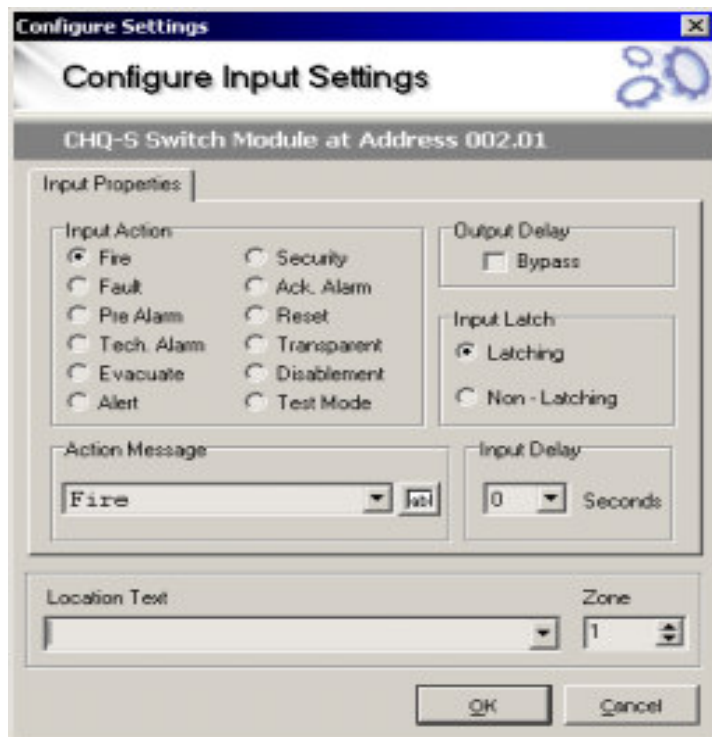 Configure Settings
Configure Input Settings
CHQ-S Switch Module at Address 002.01
Input Properties
Input Action
Fire
Fault
Pre Alarm
Tech. Alarm
Evacuate
Alert
Security
Ack. Alarm
Reset
Transparent
Disablement
Test Mode
Output Delay
Bypass
Input Latch
Latching
Non - Latching
Action Message
Fire
ab
Input Delay
0 Seconds
Location Text
Zone
1
OK
Cancel